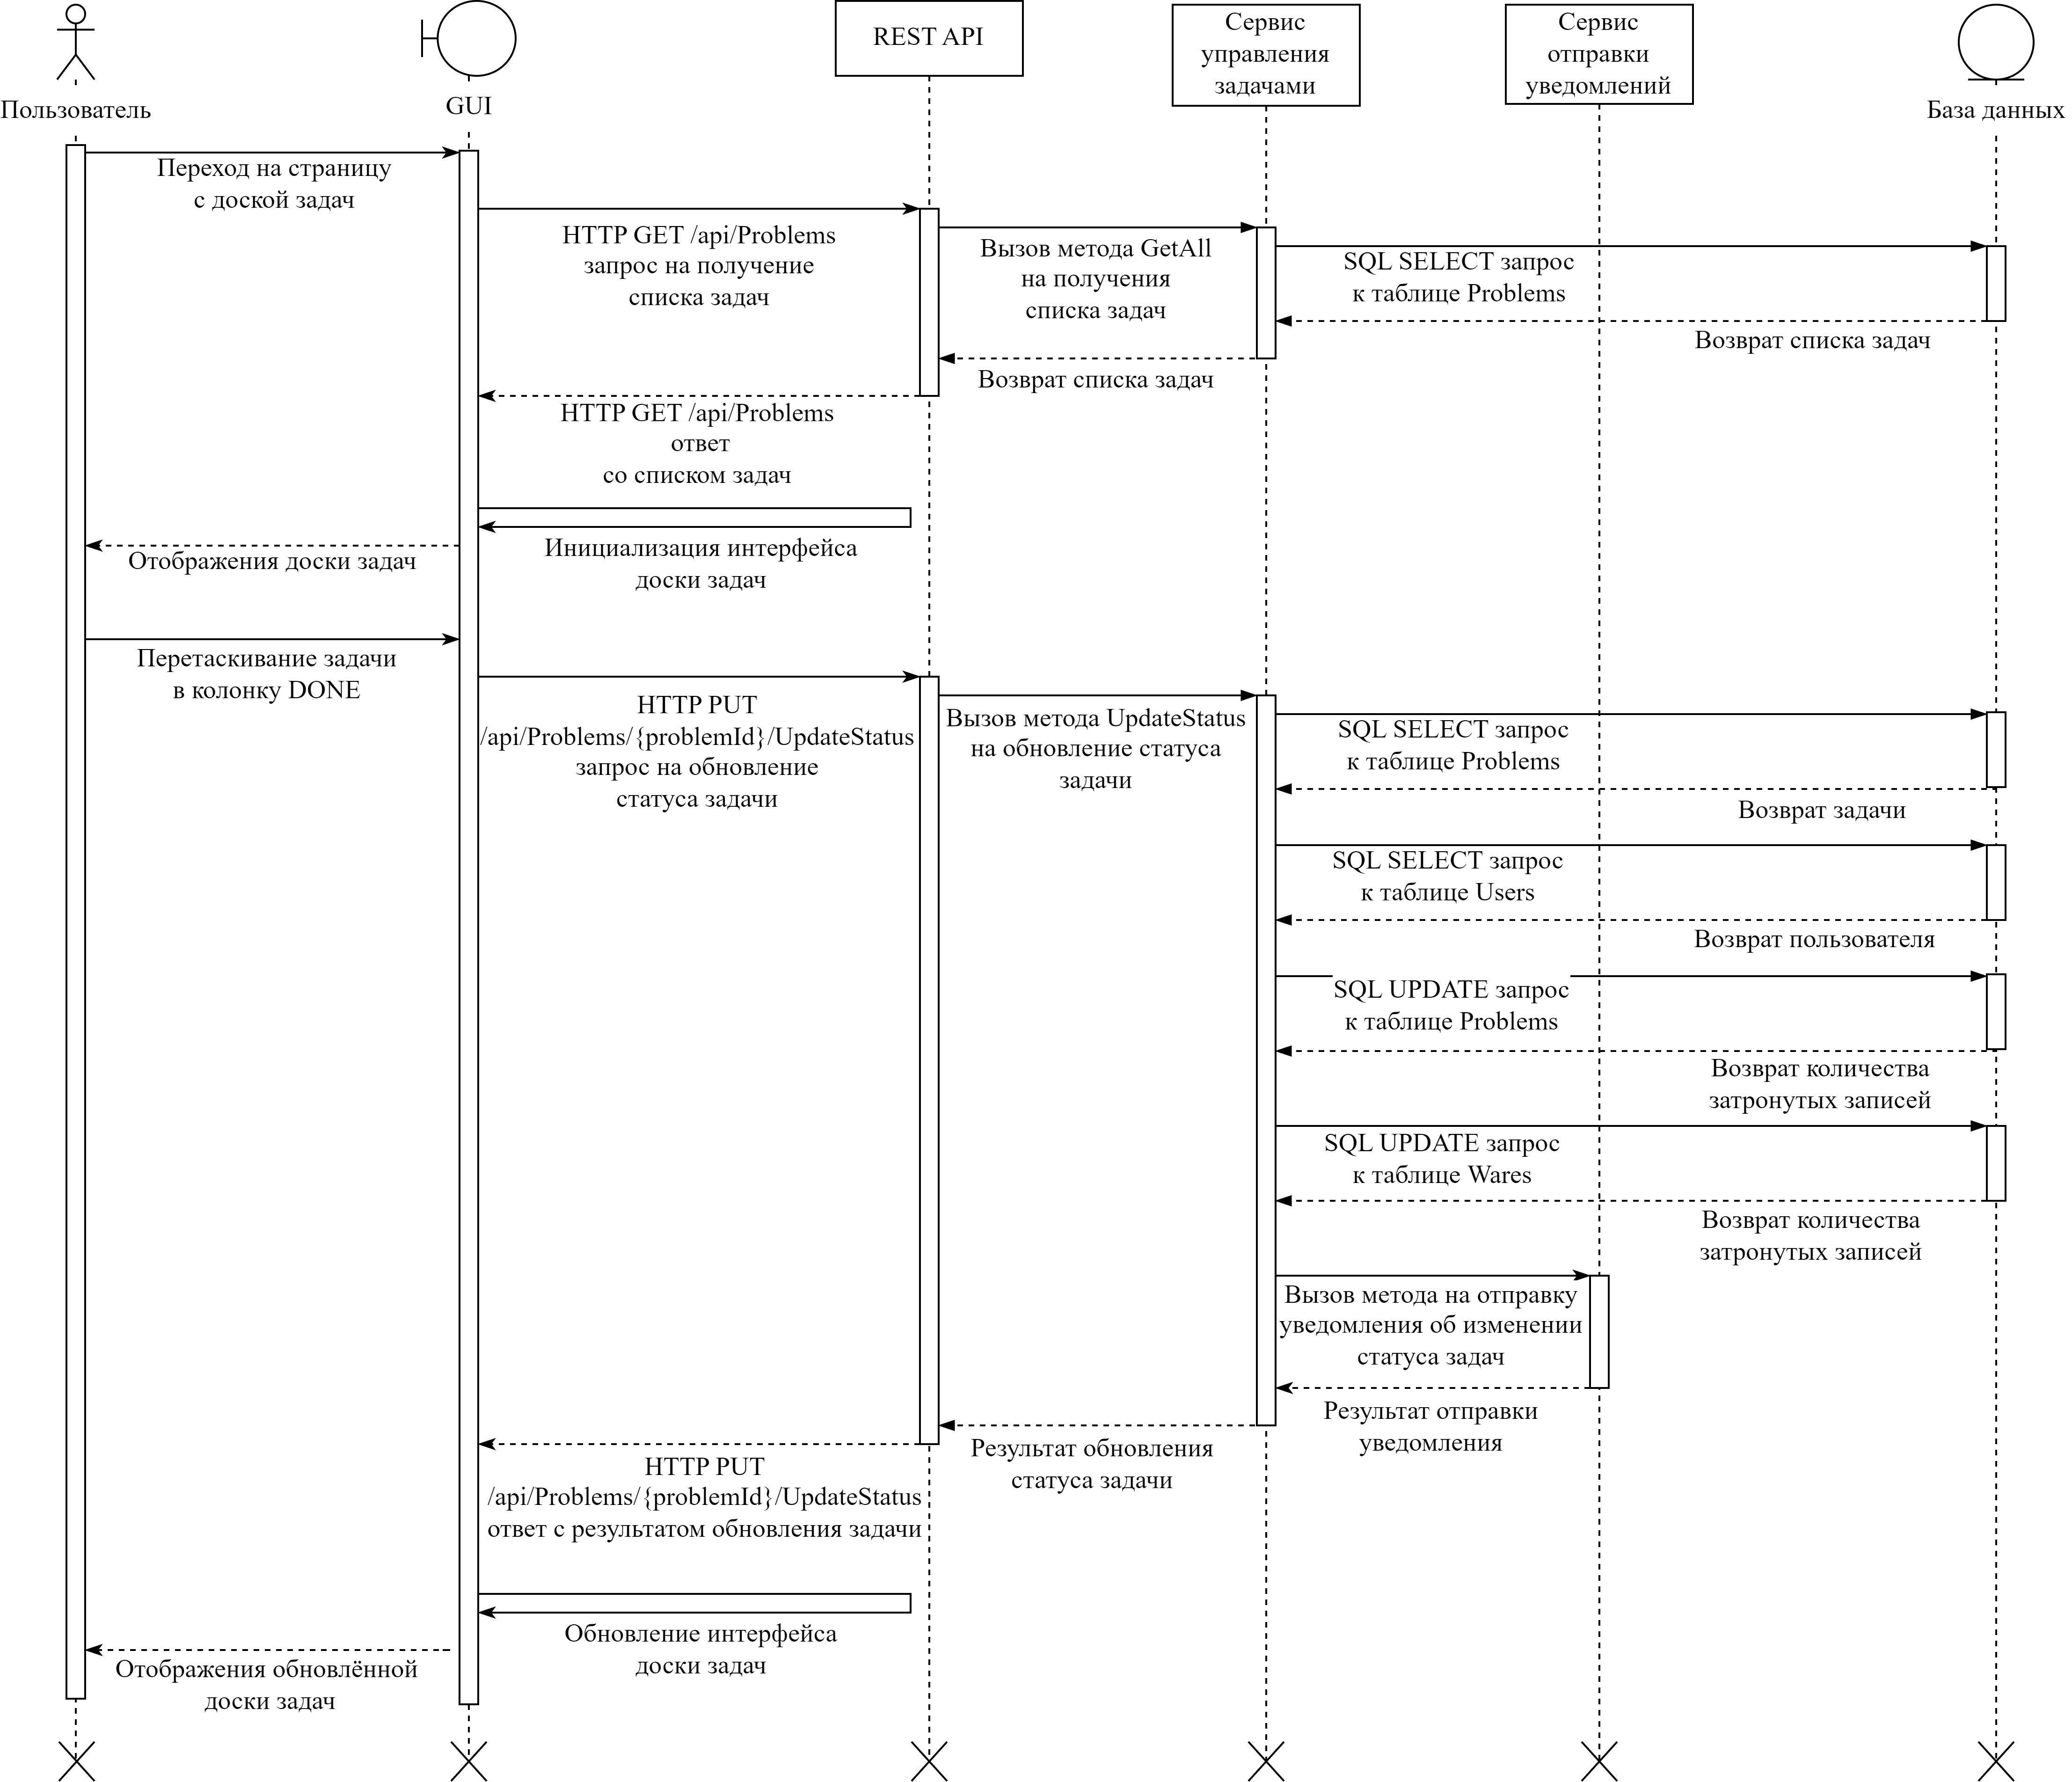 Пользователь
GUI
REST API
Сервис
управления
задачами
Сервис
отправки
уведомлений
База данных
Переход на страницу
с доской задач
HTTP GET /api/Problems
запрос на получение
списка задач
Вызов метода GetAll
на получения
списка задач
SQL SELECT запрос
к таблице Problems
Возврат списка задач
Возврат списка задач
HTTP GET /api/Problems
ответ
со списком задач
Инициализация интерфейса
доски задач
Отображения доски задач
Перетаскивание задачи
в колонку DONE
HTTP PUT
/api/Problems/{problemId}/UpdateStatus
запрос на обновление
статуса задачи
Вызов метода UpdateStatus
на обновление статуса
задачи
SQL SELECT запрос
к таблице Problems
Возврат задачи
SQL SELECT запрос
к таблице Users
Возврат пользователя
SQL UPDATE запрос
к таблице Problems
Возврат количества
затронутых записей
SQL UPDATE запрос
к таблице Wares
Возврат количества
затронутых записей
Вызов метода на отправку
уведомления об изменении
статуса задач
Результат отправки
уведомления
Результат обновления
статуса задачи
HTTP PUT
/api/Problems/{problemId}/UpdateStatus
ответ с результатом обновления задачи
Обновление интерфейса
доски задач
Отображения обновлённой
доски задач